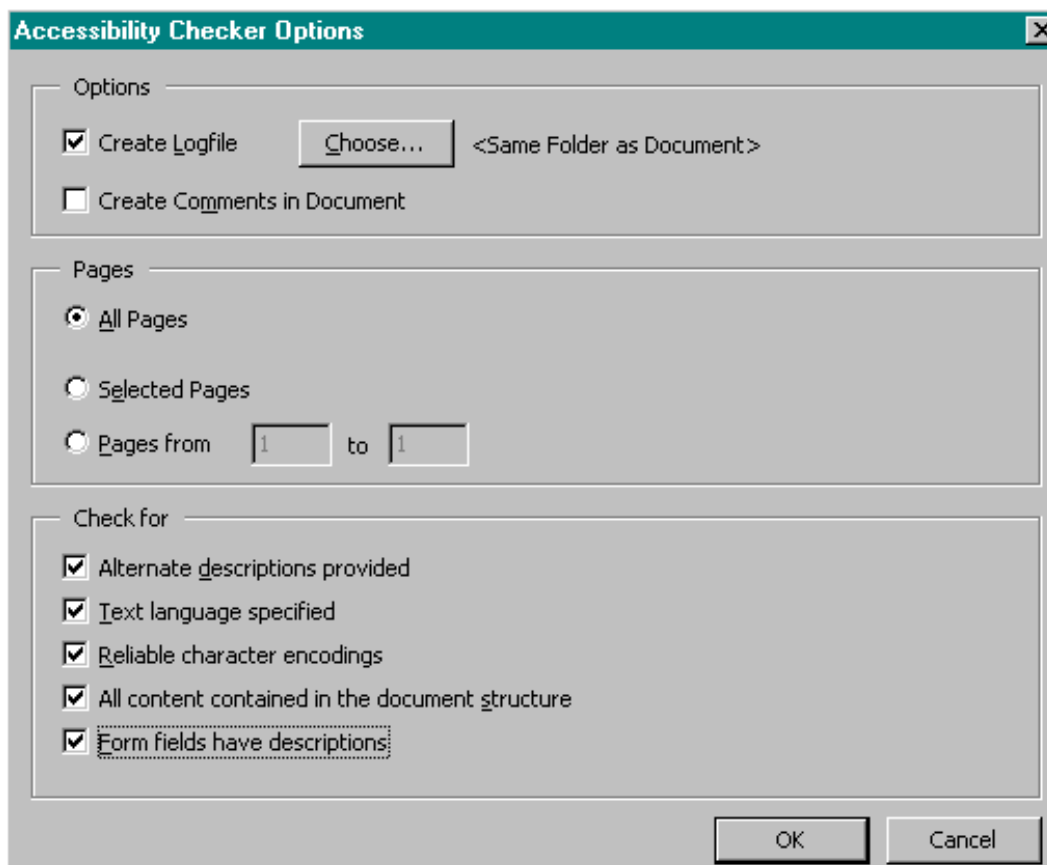 Accessibility Checker Options
Options
Create Logfile Choose... <Same Folder as Document>
Create Comments in Document
Pages
All Pages
Selected Pages
Pages from 1 to 1
Check for
Alternate descriptions provided
Text language specified
Reliable character encodings
All content contained in the document structure
Form fields have descriptions
OK Cancel